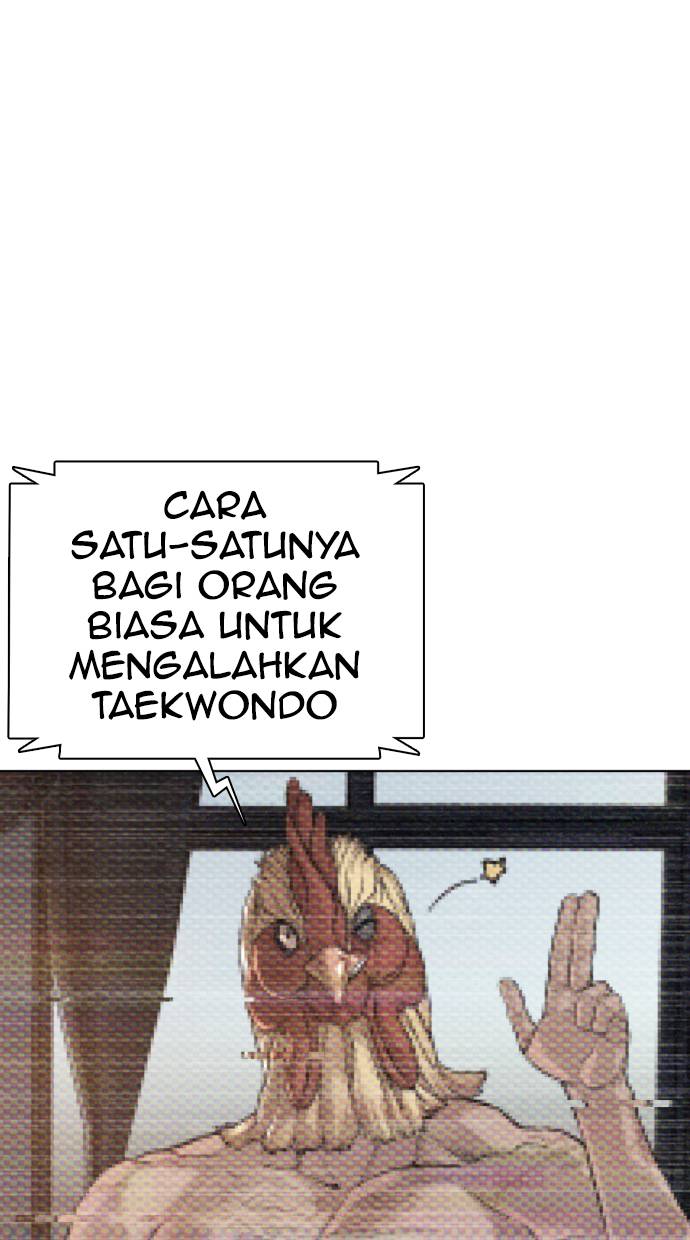 CARA
SATU-SATUNYA
BAGI ORANG
BIASA UNTUK
MENGALAHKAN
TAEKWONDO